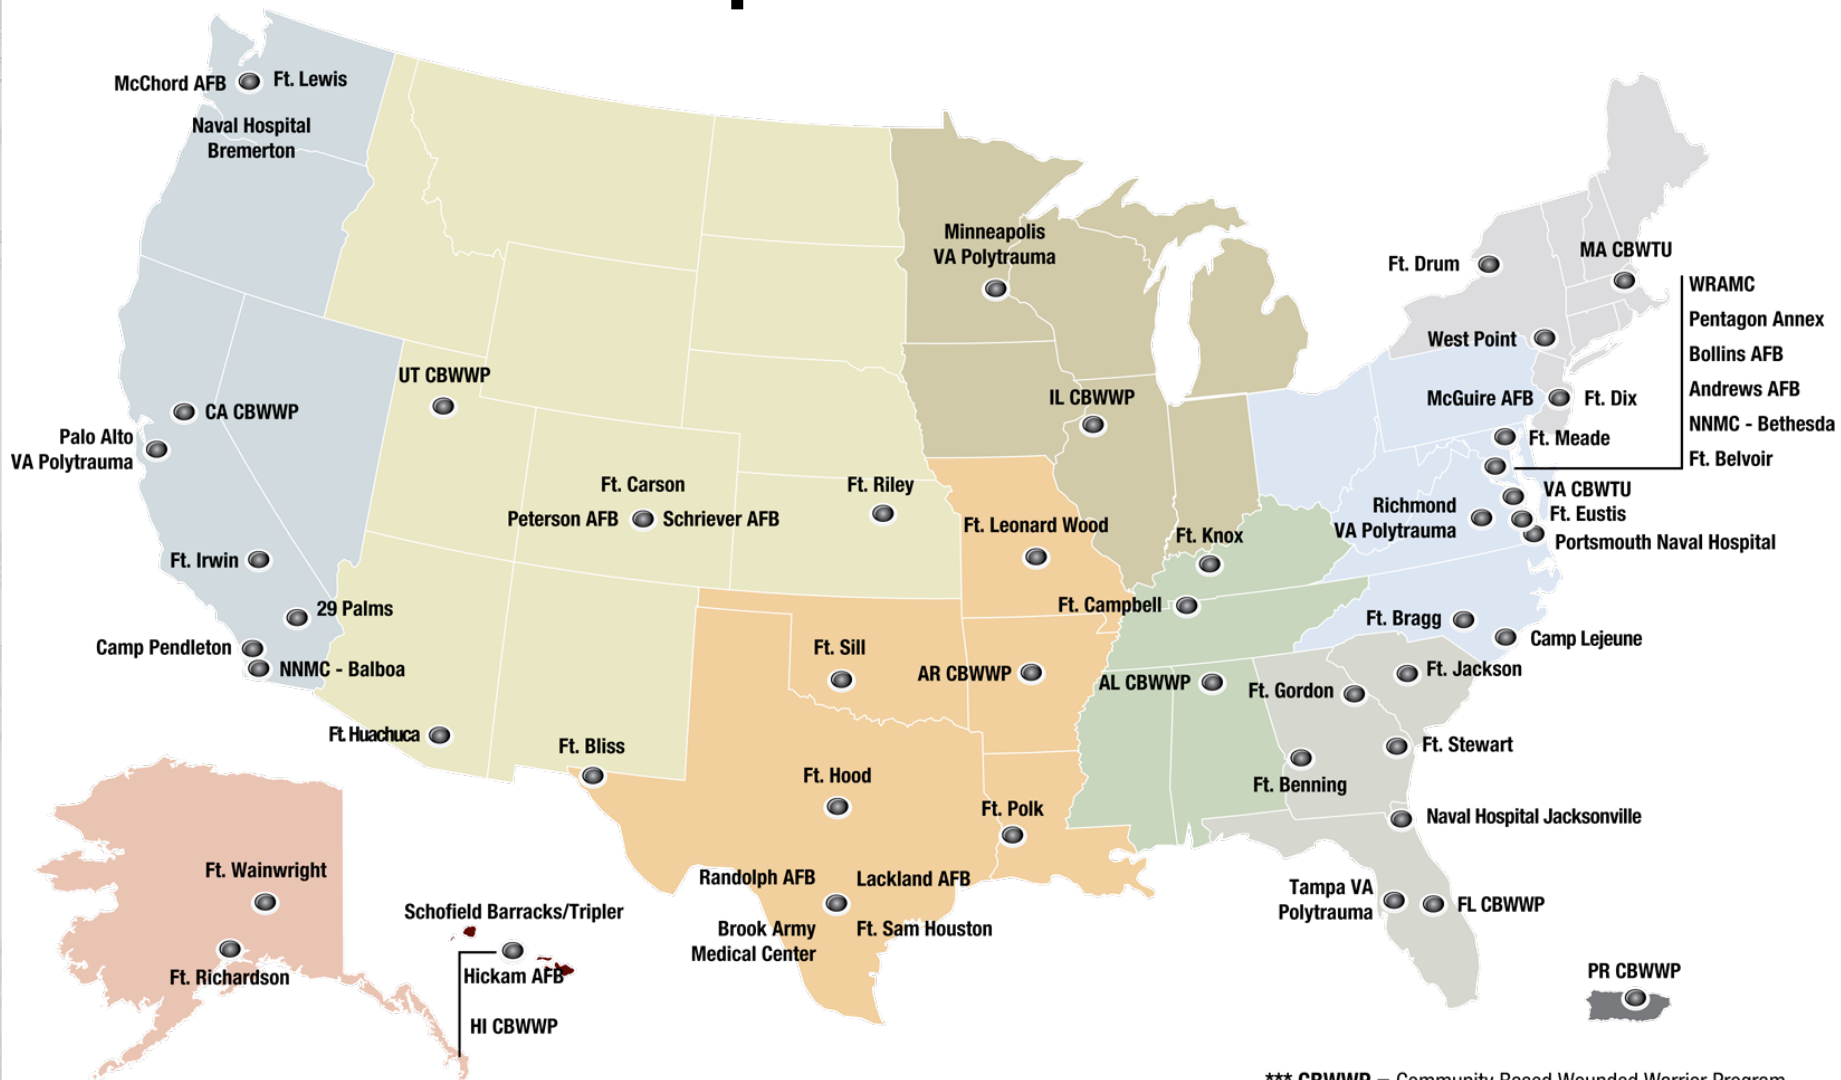 McChord AFB
Ft. Lewis
Naval Hospital
Bremerton
Minneapolis
VA Polytrauma
Ft. Drum
MA CBWTU
WRAMC
Pentagon Annex
Bollins AFB
Andrews AFB
NNMC - Bethesda
Ft. Belvoir
West Point
McGuire AFB
Ft. Dix
Ft. Meade
UT CBWWP
IL CBWWP
CA CBWWP
Palo Alto
VA Polytrauma
Ft. Carson
Peterson AFB
Schriever AFB
Ft. Riley
Ft. Leonard Wood
Ft. Knox
Richmond
VA Polytrauma
VA CBWTU
Ft. Eustis
Portsmouth Naval Hospital
Ft. Irwin
29 Palms
Camp Pendleton
NNMC - Balboa
Ft. Campbell
Ft. Bragg
Camp Lejeune
Ft. Sill
AR CBWWP
AL CBWWP
Ft. Gordon
Ft. Jackson
Ft. Huachuca
Ft. Bliss
Ft. Hood
Ft. Polk
Ft. Benning
Ft. Stewart
Naval Hospital Jacksonville
Ft. Wainwright
Ft. Richardson
Schofield Barracks/Tripler
Hickam AFB
HI CBWWP
Randolph AFB
Lackland AFB
Brook Army
Medical Center
Ft. Sam Houston
Tampa VA
Polytrauma
FL CBWWP
PR CBWWP
*** CBWWP = Community Based Wounded Warrior Program